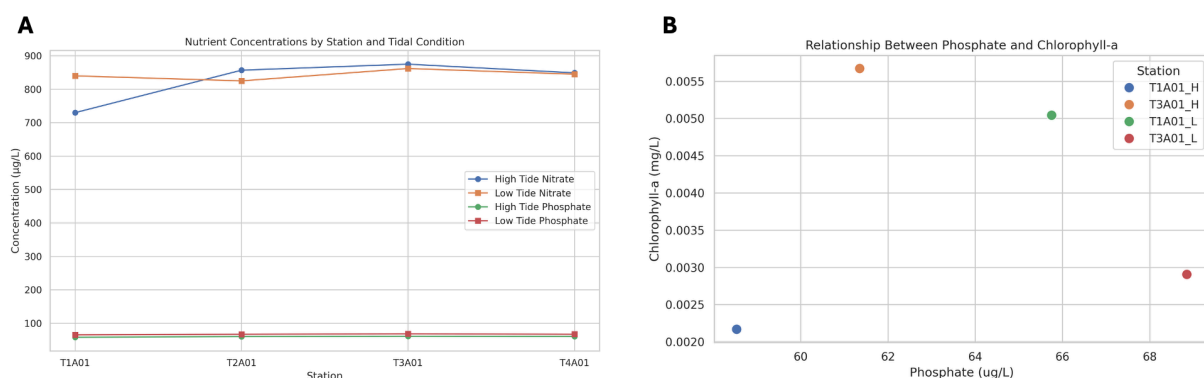 A
Nutrient Concentrations by Station and Tidal Condition
900
800
700
600
500
400
300
200
100
Concentration (µg/L)
High Tide Nitrate
Low Tide Nitrate
High Tide Phosphate
Low Tide Phosphate
T1A01
T2A01
T3A01
T4A01
Station
B
Relationship Between Phosphate and Chlorophyll-a
0.0055
0.0050
0.0045
0.0040
0.0035
0.0030
0.0025
0.0020
Chlorophyll-a (mg/L)
Station
T1A01_H
T3A01_H
T1A01_L
T3A01_L
60
62
64
66
68
Phosphate (ug/L)